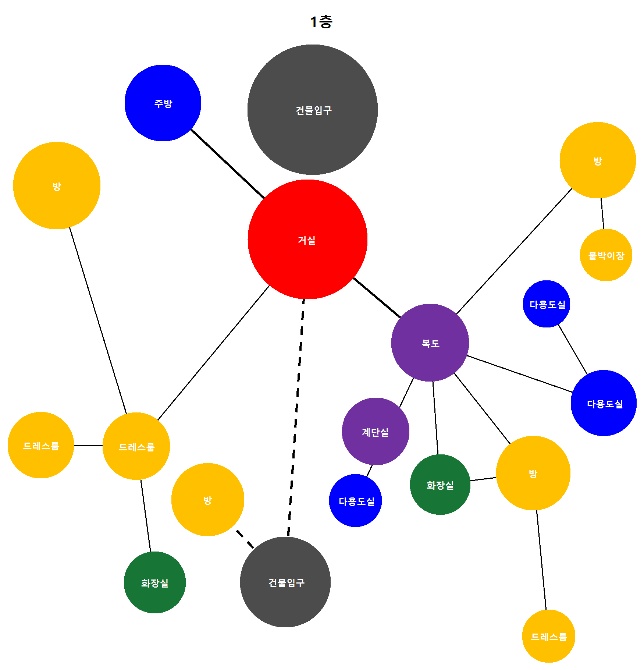 1층
주방
건물입구
방
방
거실
붙박이장
다용도실
복도
다용도실
계단실
드레스룸
드레스룸
방
화장실
방
다용도실
화장실
건물입구
드레스룸